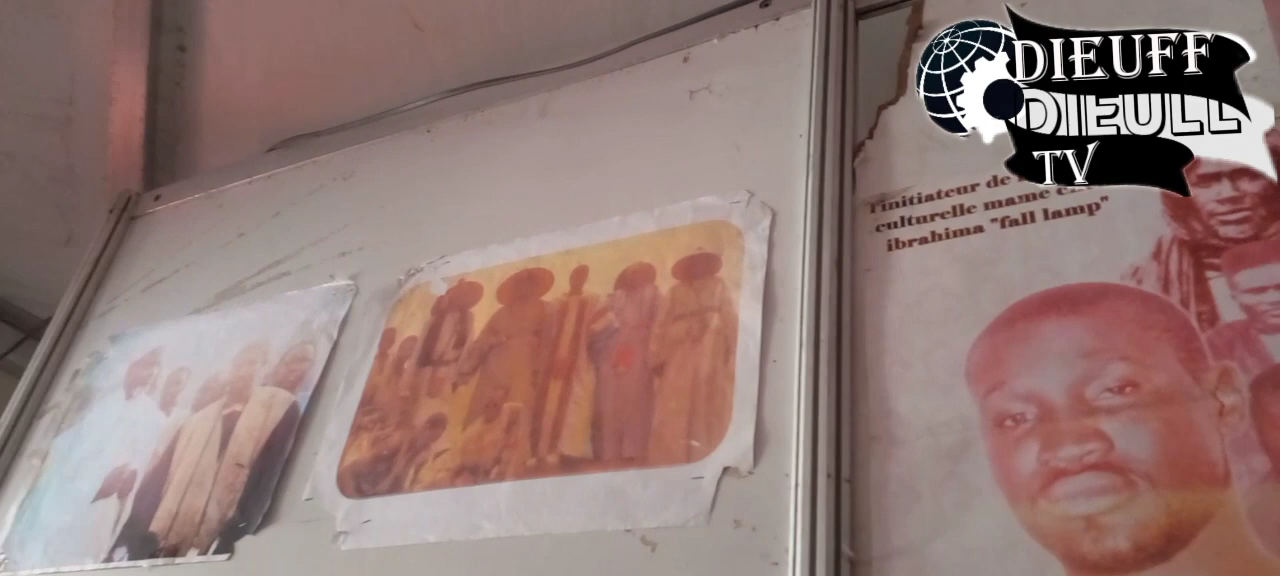 DIEUFF
DIEULL
TV
l'initiateur de
culturelle mame
ibrahima "fall lamp"